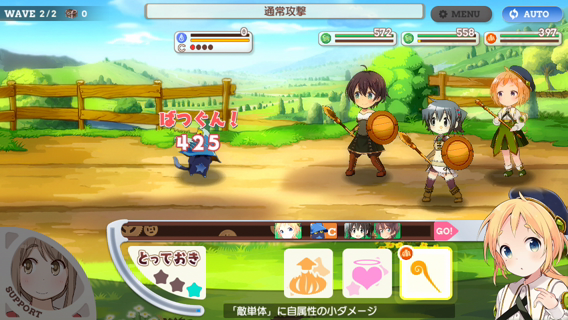 WAVE 2/2 0
通常攻撃
MENU
AUTO
0
572
558
397
C
ばつぐん!
425
C
GO!
とっておき
SUPPORT
「敵単体」に自属性の小ダメージ